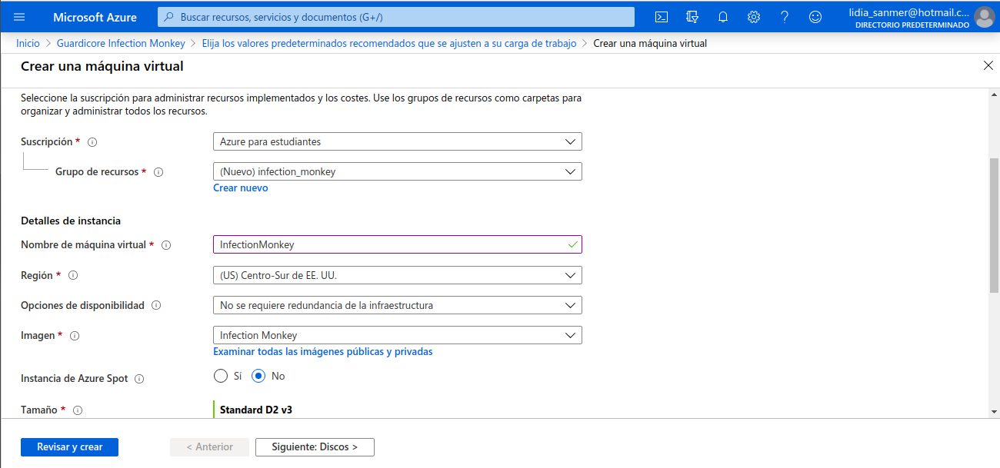 Microsoft Azure
Buscar recursos, servicios y documentos (G+/)
lidia_sanmer@hotmail.c...
DIRECTORIO PREDETERMINADO
Inicio > Guardicore Infection Monkey > Elija los valores predeterminados recomendados que se ajusten a su carga de trabajo > Crear una máquina virtual
Crear una máquina virtual
Seleccione la suscripción para administrar recursos implementados y los costes. Use los grupos de recursos como carpetas para
organizar y administrar todos los recursos.
Suscripción *
Azure para estudiantes
Grupo de recursos *
(Nuevo) infection_monkey
Crear nuevo
Detalles de instancia
Nombre de máquina virtual *
InfectionMonkey
Región *
(US) Centro-Sur de EE. UU.
Opciones de disponibilidad
No se requiere redundancia de la infraestructura
Imagen *
Infection Monkey
Examinar todas las imágenes públicas y privadas
Instancia de Azure Spot
Sí No
Tamaño *
Standard D2 v3
Revisar y crear
< Anterior
Siguiente: Discos >